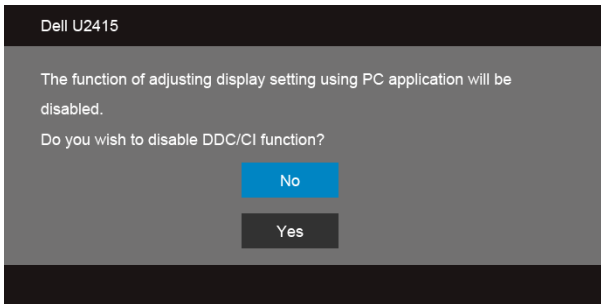 Dell U2415
The function of adjusting display setting using PC application will be
disabled.
Do you wish to disable DDC/CI function?
No
Yes